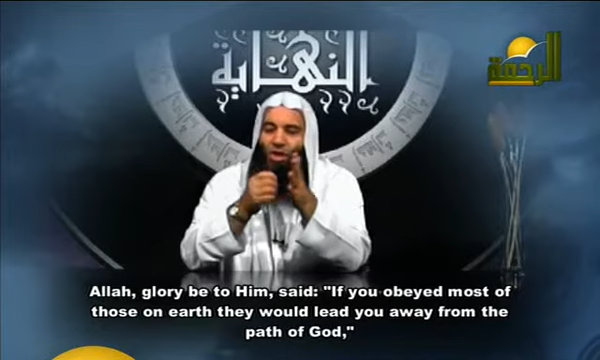 النهاية
الرحمة
Allah, glory be to Him, said: "If you obeyed most of
those on earth they would lead you away from the
path of God,"